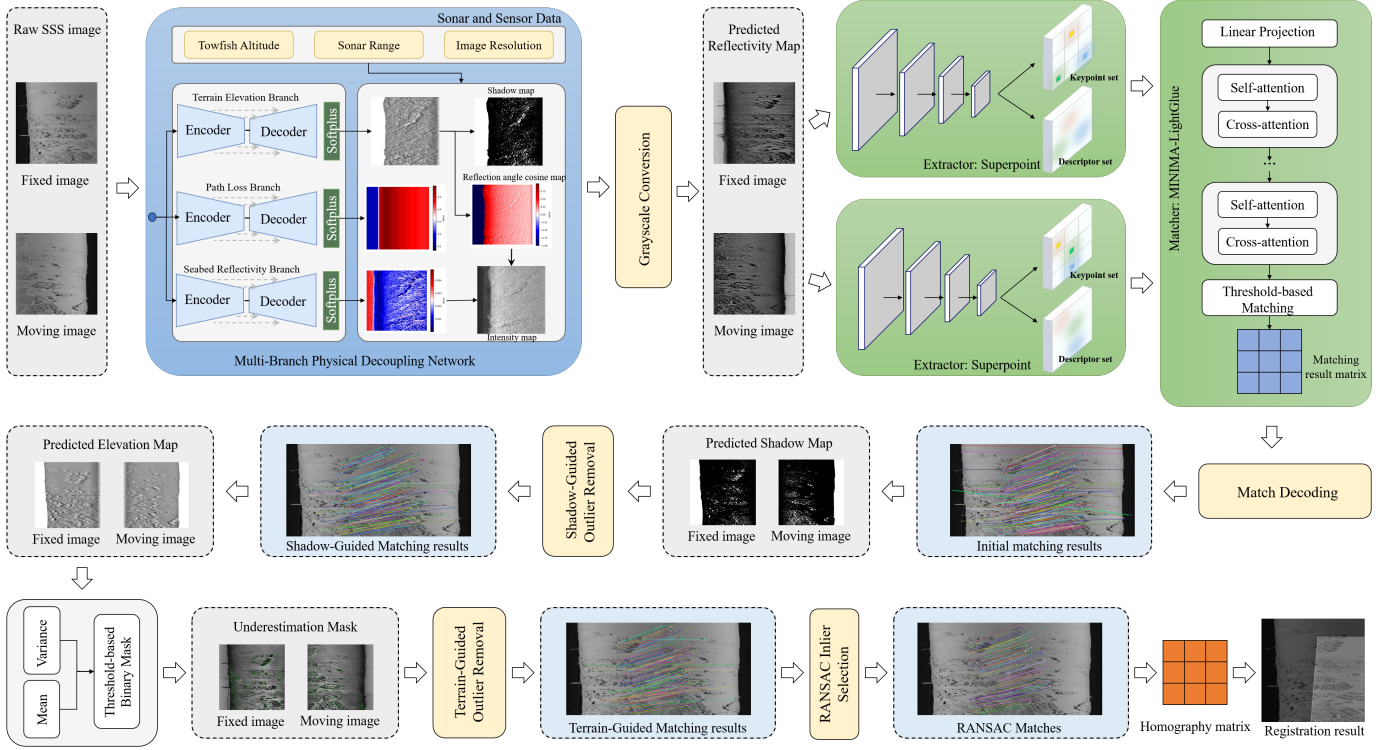 Raw SSS image
Fixed image
Moving image
Sonar and Sensor Data
Towfish Altitude
Sonar Range
Image Resolution
Terrain Elevation Branch
Encoder
Decoder
Softplus
Path Loss Branch
Encoder
Decoder
Softplus
Seabed Reflectivity Branch
Encoder
Decoder
Softplus
Shadow map
Reflection angle cosine map
Intensity map
Multi-Branch Physical Decoupling Network
Grayscale Conversion
Predicted
Reflectivity Map
Fixed image
Moving image
Keypoint set
Descriptor set
Extractor: Superpoint
Keypoint set
Descriptor set
Extractor: Superpoint
Matcher: MINIMA-LightGlue
Linear Projection
Self-attention
Cross-attention
...
Self-attention
Cross-attention
Threshold-based
Matching
Matching
result matrix
Predicted Elevation Map
Fixed image
Moving image
Shadow-Guided Matching results
Shadow-Guided
Outlier Removal
Predicted Shadow Map
Fixed image
Moving image
Initial matching results
Match Decoding
Variance
Mean
Threshold-based
Binary Mask
Underestimation Mask
Fixed image
Moving image
Terrain-Guided
Outlier Removal
Terrain-Guided Matching results
RANSAC Inlier
Selection
RANSAC Matches
Homography matrix
Registration result